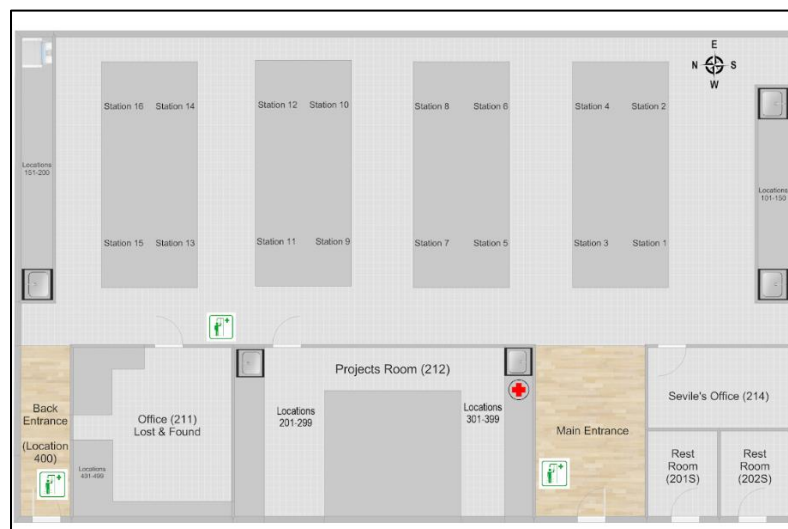 E
N S
W
Station 16 Station 14
Station 12 Station 10
Station 8 Station 6
Station 4 Station 2
Locations
151-200
Locations
101-150
Station 15 Station 13
Station 11 Station 9
Station 7 Station 5
Station 3 Station 1
Back
Entrance
(Location
400)
Office (211)
Lost & Found
Locations
401-499
Projects Room (212)
Locations
201-299
Locations
301-399
Main Entrance
Sevile's Office (214)
Rest
Room
(201S)
Rest
Room
(202S)